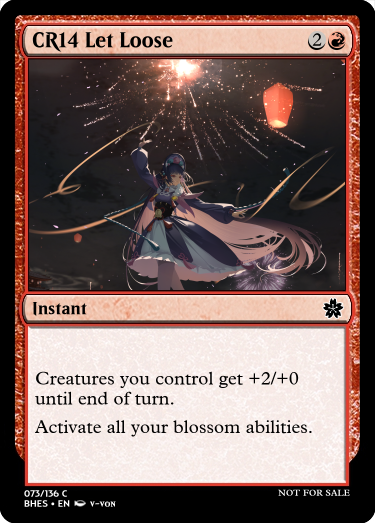 CR14 Let Loose
2
Instant
Creatures you control get +2/+0
until end of turn.
Activate all your blossom abilities.
073/136 C
NOT FOR SALE
BHES • EN V-VON